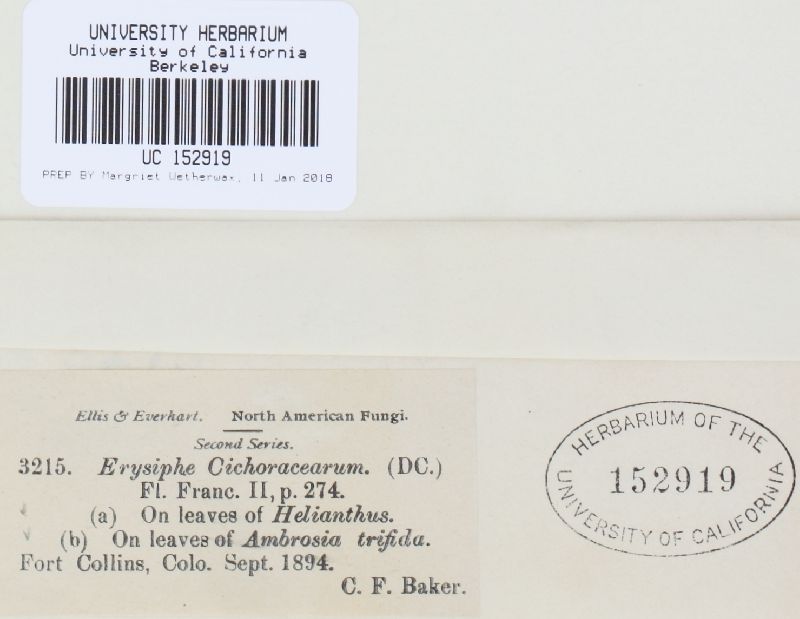 UNIVERSITY HERBARIUM
University of California
Berkeley
UC 152919
PREP BY Margriet Wetherwax, 11 Jan 2018
Ellis & Everhart. North American Fungi.
Second Series.
3215. Erysiphe Cichoracearum. (DC.)
Fl. Franc. II, p. 274.
(a) On leaves of Helianthus.
(b) On leaves of Ambrosia trifida.
Fort Collins, Colo. Sept. 1894.
C. F. Baker.
HERBARIUM OF THE
152919
UNIVERSITY OF CALIFORNIA